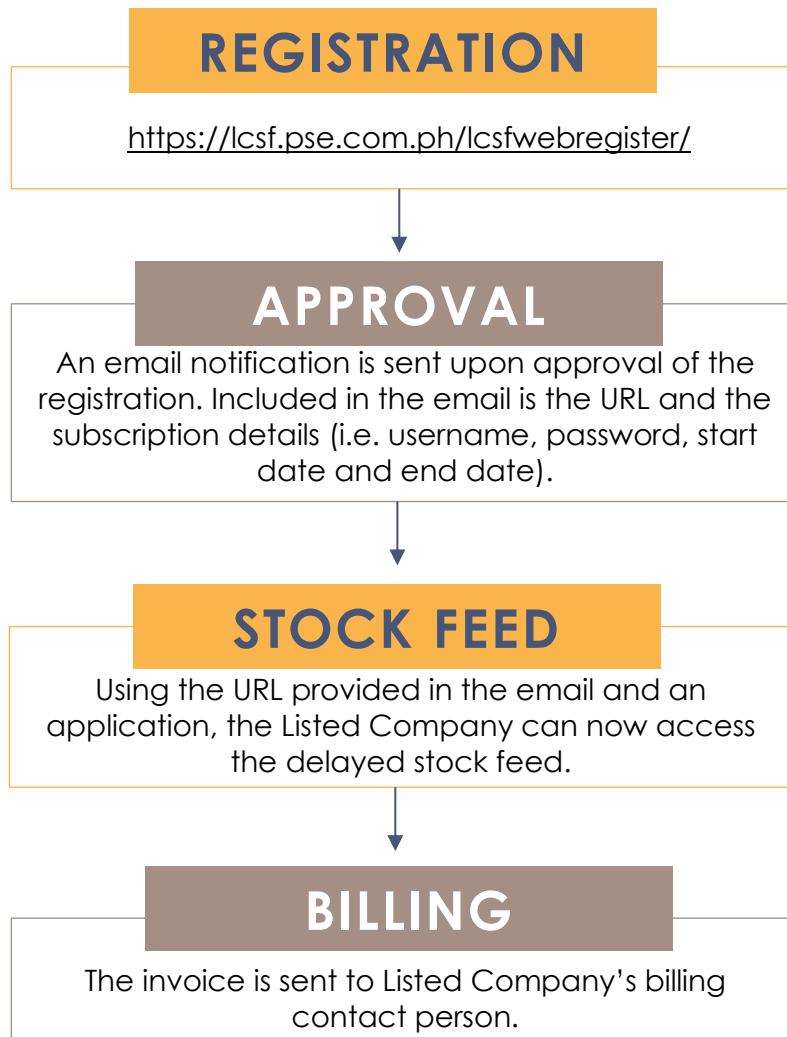 REGISTRATION
https://lcsf.pse.com.ph/lcsfwebregister/
APPROVAL
An email notification is sent upon approval of the
registration. Included in the email is the URL and the
subscription details (i.e. username, password, start
date and end date).
STOCK FEED
Using the URL provided in the email and an
application, the Listed Company can now access
the delayed stock feed.
BILLING
The invoice is sent to Listed Company’s billing
contact person.